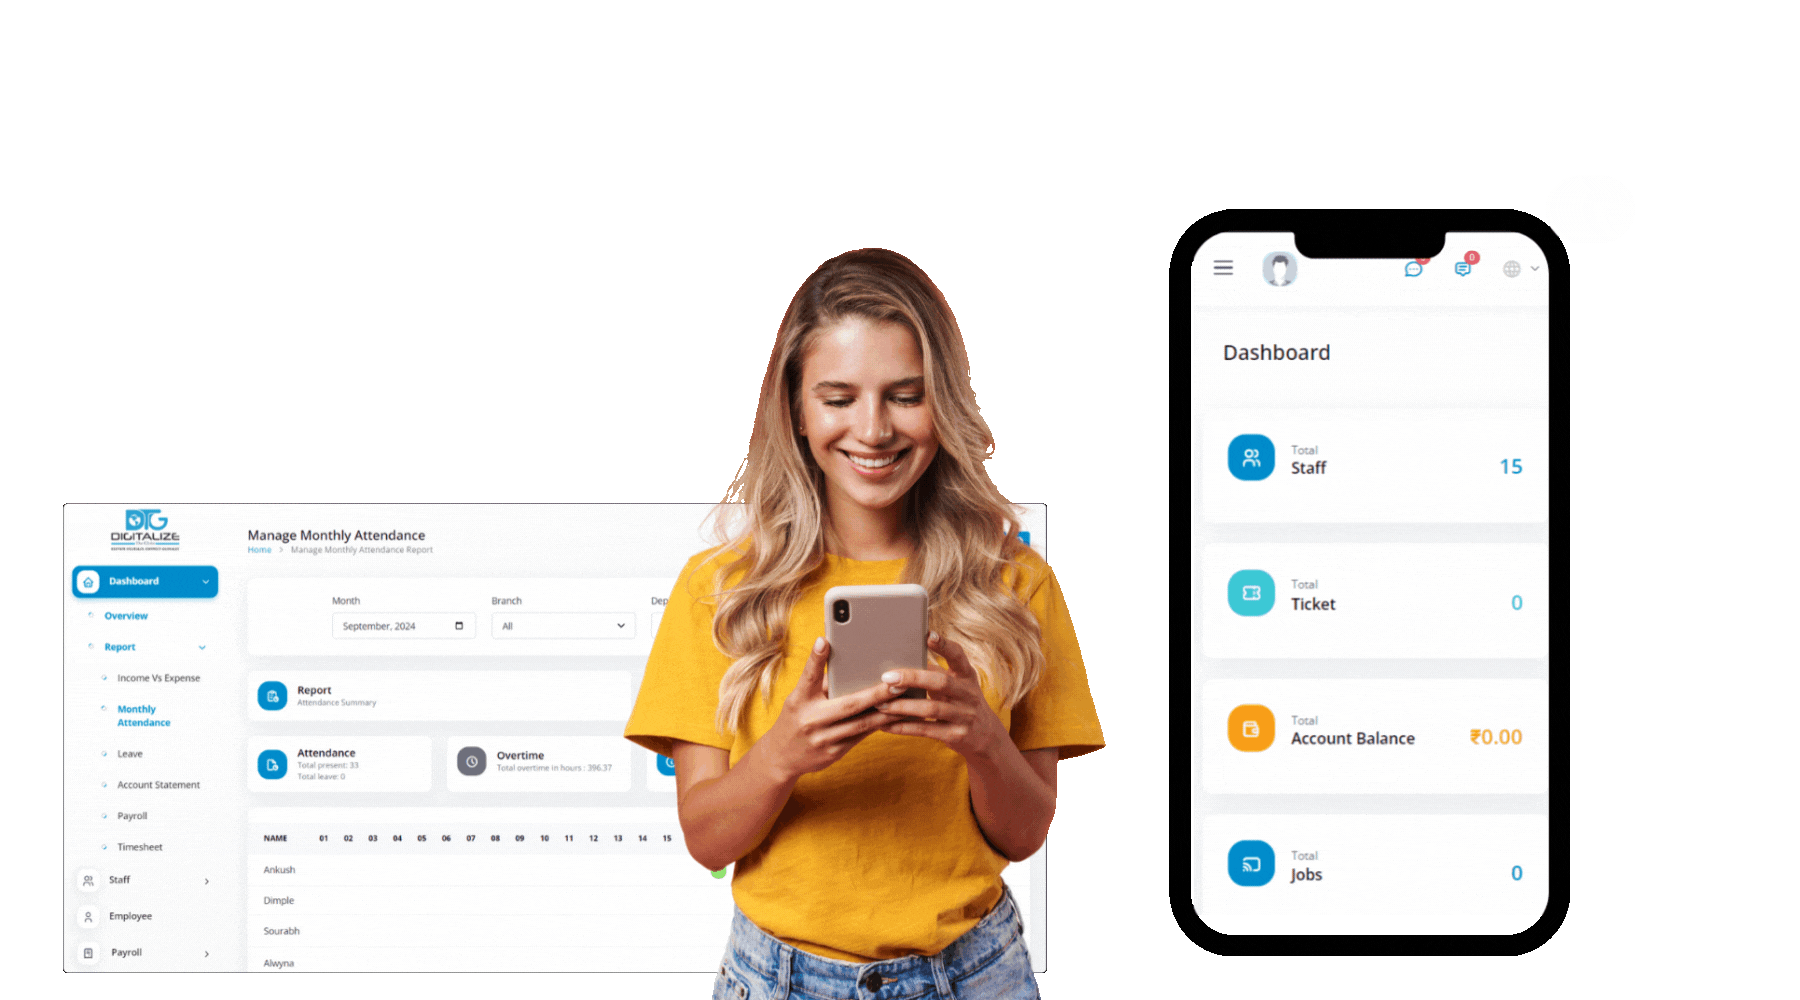 DTG
DIGITALIZE
Manage Monthly Attendance
Home > Manage Monthly Attendance Report
Dashboard
Overview
Report
Income Vs Expense
Monthly
Attendance
Leave
Account Statement
Payroll
Timesheet
Staff
Employee
Payroll
Month
Branch
Dep
September, 2024
All
Report
Attendance Summary
Attendance
Total present: 33
Total leave: 0
Overtime
Total overtime in hours : 396.37
NAME 01 02 03 04 05 06 07 08 09 10 11 12 13 14 15
Ankush
Dimple
Sourabh
Alwyna
0
Dashboard
Total
Staff
15
Total
Ticket
0
Total
Account Balance
₹0.00
Total
Jobs
0